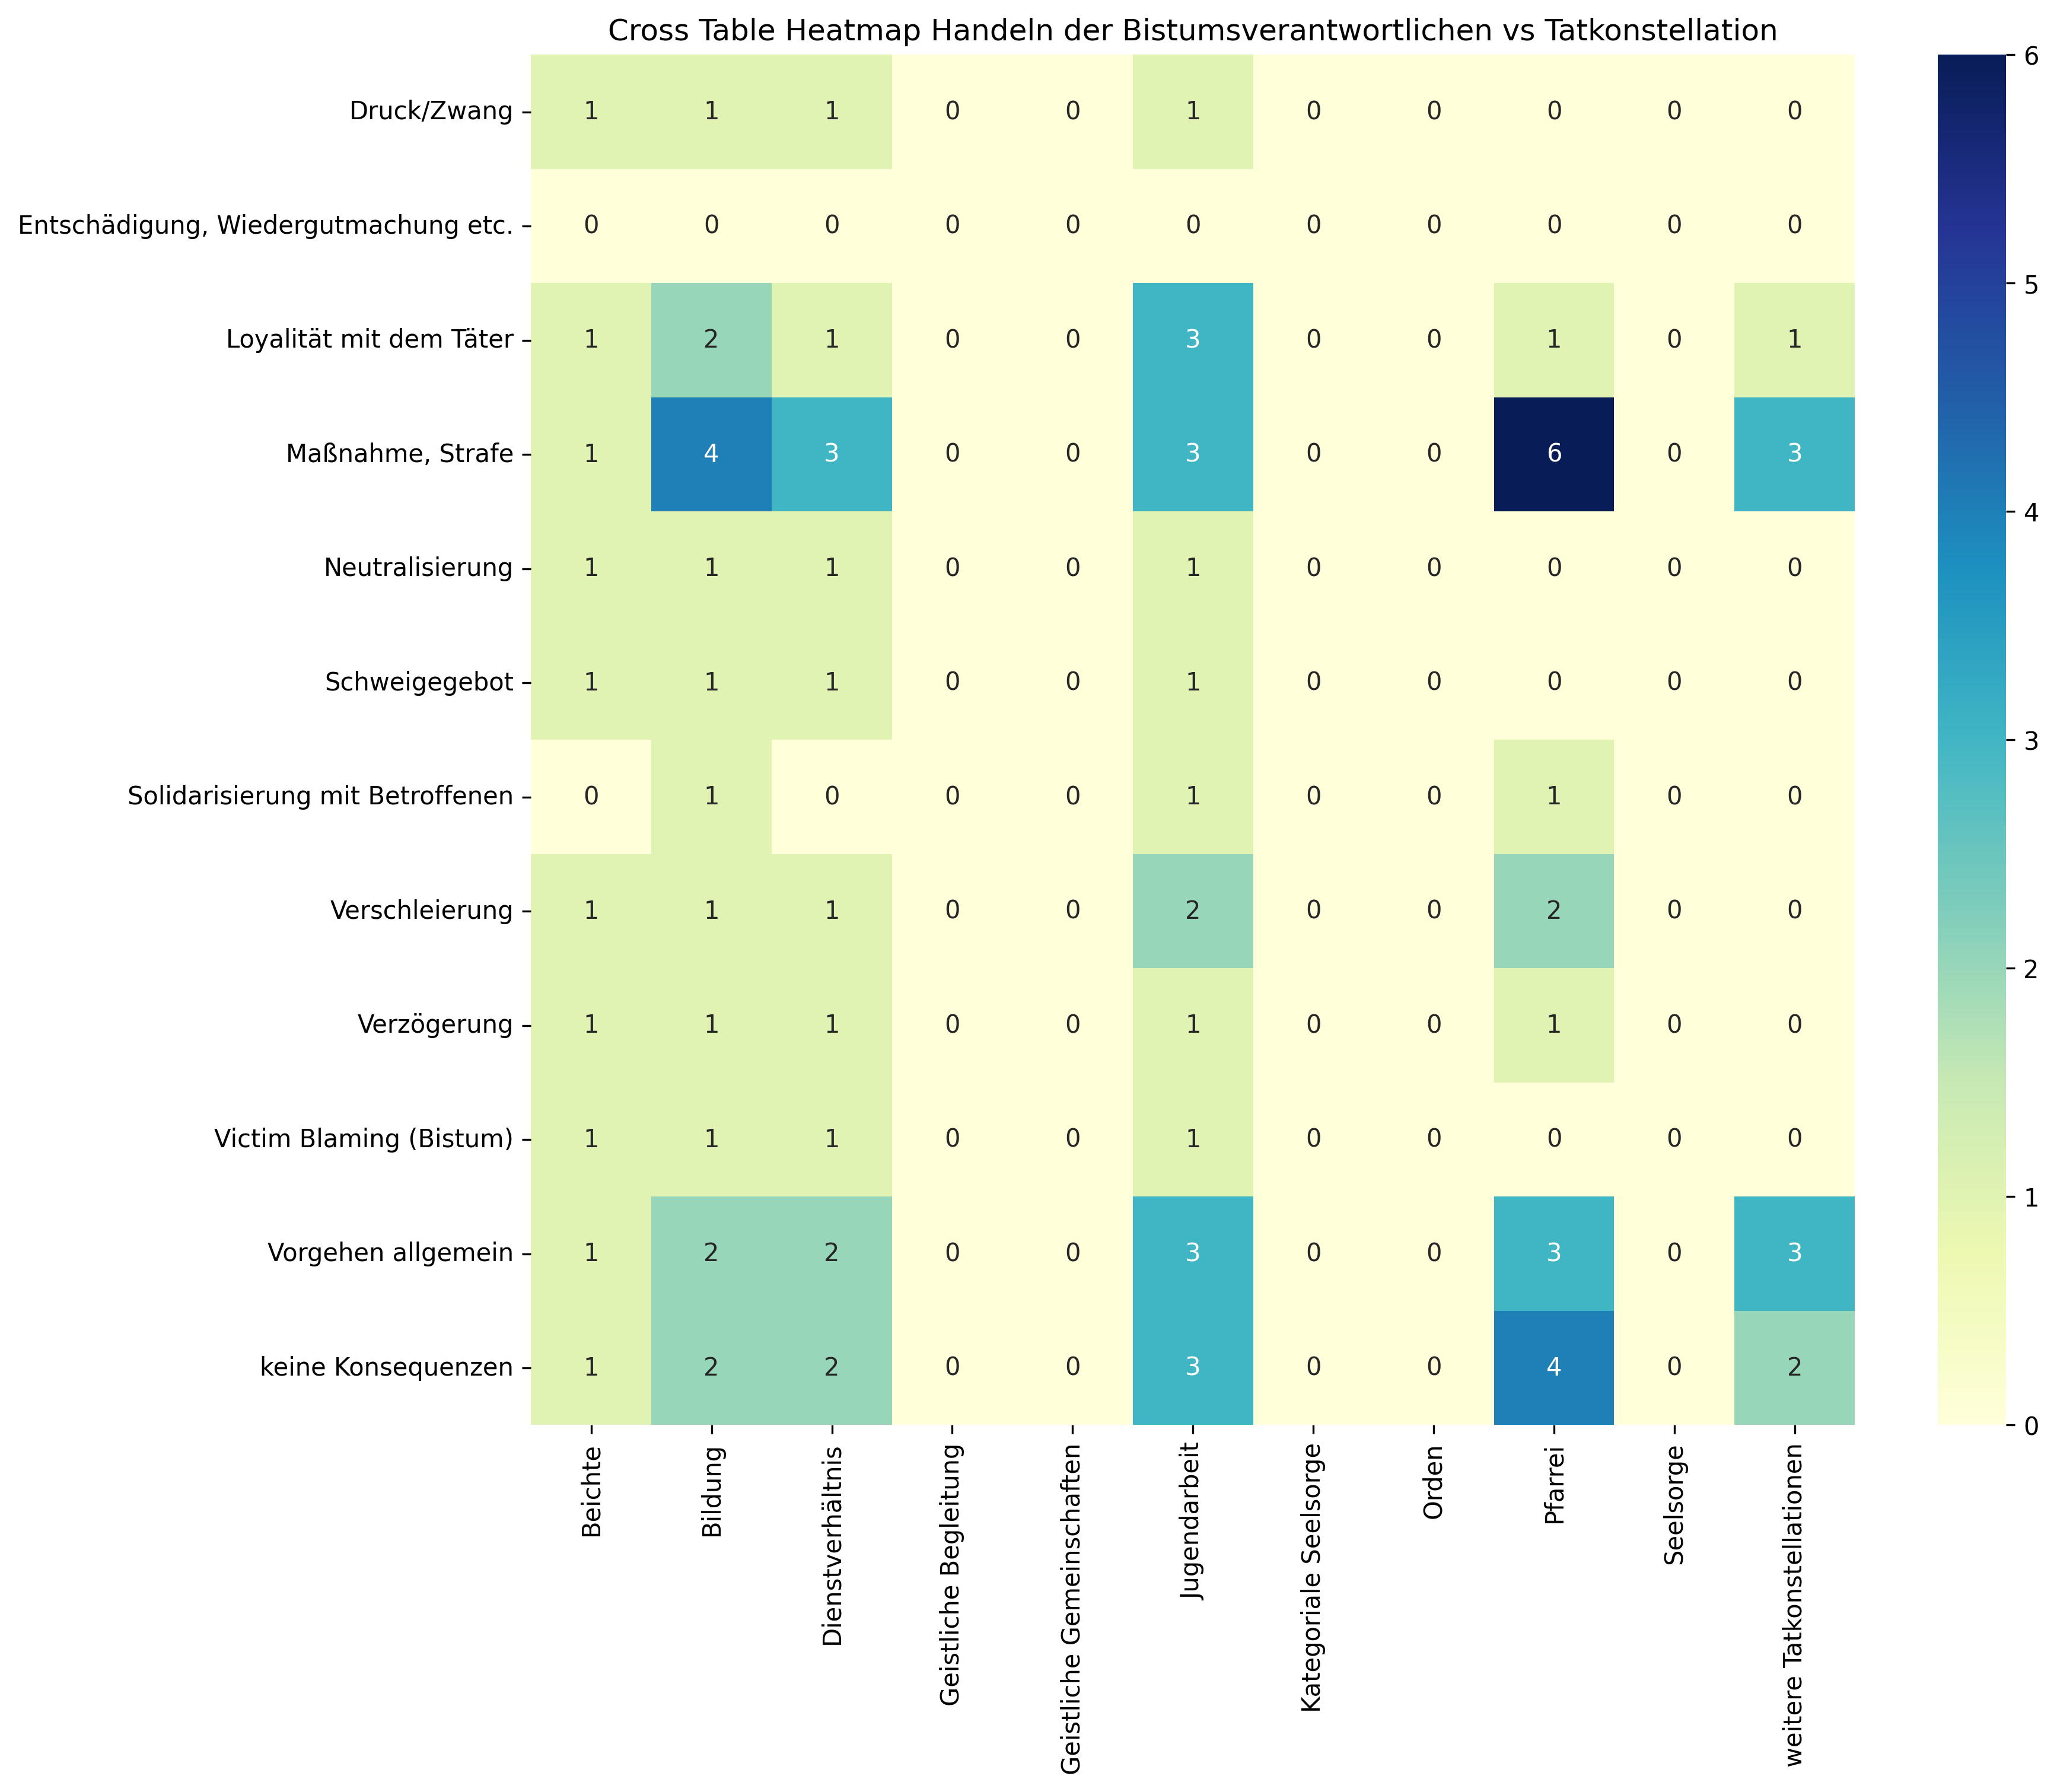 Cross Table Heatmap Handeln der Bistumsverantwortlichen vs Tatkonstellation
Druck/Zwang 1 1 1 0 0 1 0 0 0 0 0
Entschädigung, Wiedergutmachung etc. 0 0 0 0 0 0 0 0 0 0 0
Loyalität mit dem Täter 1 2 1 0 0 3 0 0 1 0 1
Maßnahme, Strafe 1 4 3 0 0 3 0 0 6 0 3
Neutralisierung 1 1 1 0 0 1 0 0 0 0 0
Schweigegebot 1 1 1 0 0 1 0 0 0 0 0
Solidarisierung mit Betroffenen 0 1 0 0 0 1 0 0 1 0 0
Verschleierung 1 1 1 0 0 2 0 0 2 0 0
Verzögerung 1 1 1 0 0 1 0 0 1 0 0
Victim Blaming (Bistum) 1 1 1 0 0 1 0 0 0 0 0
Vorgehen allgemein 1 2 2 0 0 3 0 0 3 0 3
keine Konsequenzen 1 2 2 0 0 3 0 0 4 0 2
Beichte
Bildung
Dienstverhältnis
Geistliche Begleitung
Geistliche Gemeinschaften
Jugendarbeit
Kategoriale Seelsorge
Orden
Pfarrei
Seelsorge
weitere Tatkonstellationen
6
5
4
3
2
1
0